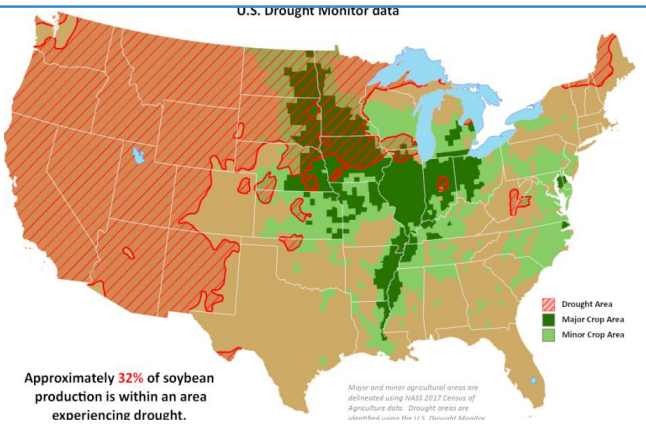 U.S. Drought Monitor data
Drought Area
Major Crop Area
Minor Crop Area
Approximately 32% of soybean
production is within an area
experiencing drought.
Major and minor agricultural areas are
delineated using NASS 2017 Census of
Agriculture data. Drought areas are
identified using the U.S. Drought Monitor